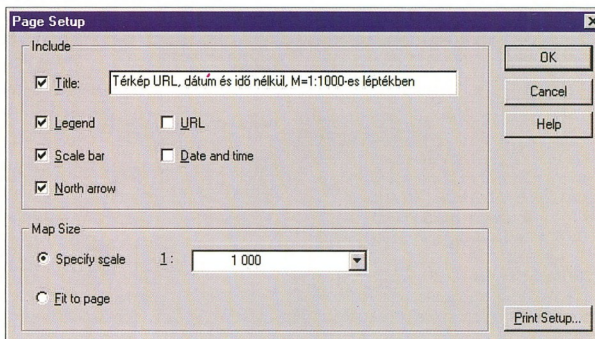 Page Setup
Include
Title: Térkép URL, dátum és idő nélkül, M=1:1000-es léptékben
Legend URL
Scale bar Date and time
North arrow
Map Size
Specify scale 1: 1 000
Fit to page
OK
Cancel
Help
Print Setup...